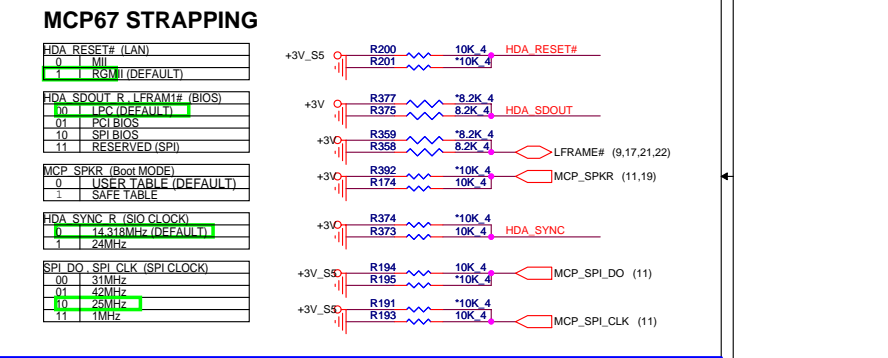 MCP67 STRAPPING
HDA_RESET# (LAN)
0 MII
1 RGMII (DEFAULT)
+3V_S5 R200 10K_4 HDA_RESET#
R201 *10K_4
HDA_SDOUT_R , LFRAM1# (BIOS)
00 LPC (DEFAULT)
01 PCI BIOS
10 SPI BIOS
11 RESERVED (SPI)
+3V R377 *8.2K_4
R375 8.2K_4 HDA_SDOUT
+3V R359 *8.2K_4
R358 8.2K_4 LFRAME# (9,17,21,22)
MCP_SPKR (Boot MODE)
0 USER TABLE (DEFAULT)
1 SAFE TABLE
+3V R392 *10K_4 MCP_SPKR (11,19)
R174 10K_4
HDA_SYNC_R (SIO CLOCK)
0 14.318MHz (DEFAULT)
1 24MHz
+3V R374 *10K_4
R373 10K_4 HDA_SYNC
SPI_DO , SPI_CLK (SPI CLOCK)
00 31MHz
01 42MHz
10 25MHz
11 1MHz
+3V_S5 R194 10K_4 MCP_SPI_DO (11)
R195 *10K_4
+3V_S5 R191 *10K_4
R193 10K_4 MCP_SPI_CLK (11)